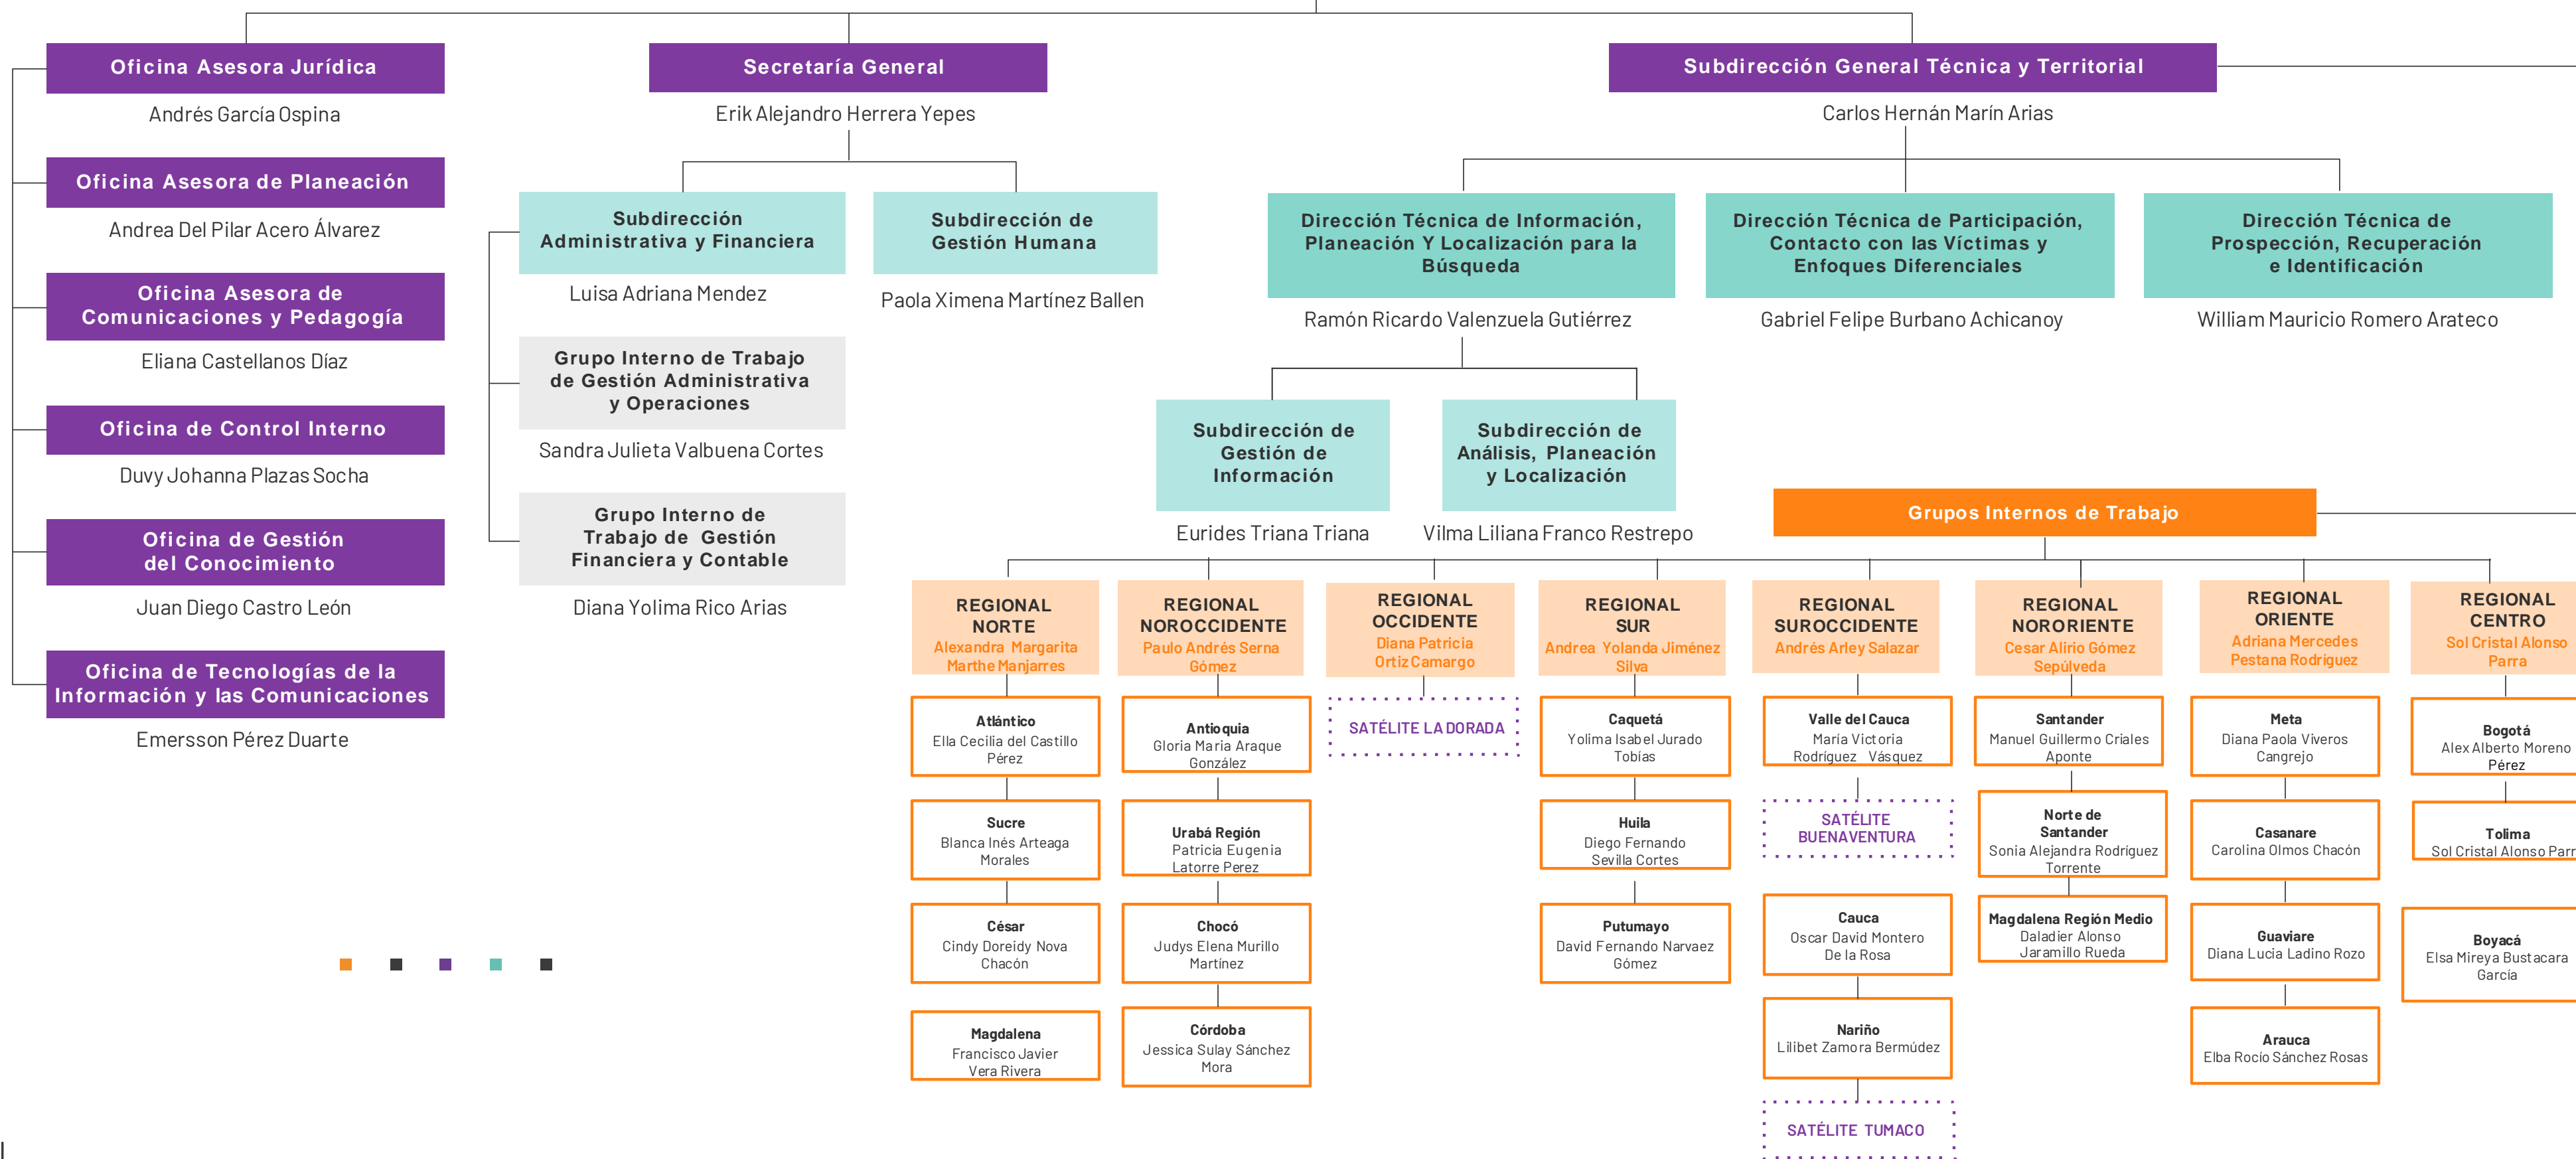 Oficina Asesora Jurídica
Andrés García Ospina
Oficina Asesora de Planeación
Andrea Del Pilar Acero Álvarez
Oficina Asesora de
Comunicaciones y Pedagogía
Eliana Castellanos Díaz
Oficina de Control Interno
Duvy Johanna Plazas Socha
Oficina de Gestión
del Conocimiento
Juan Diego Castro León
Oficina de Tecnologías de la
Información y las Comunicaciones
Emersson Pérez Duarte
Secretaría General
Erik Alejandro Herrera Yepes
Subdirección
Administrativa y Financiera
Luisa Adriana Mendez
Grupo Interno de Trabajo
de Gestión Administrativa
y Operaciones
Sandra Julieta Valbuena Cortes
Grupo Interno de
Trabajo de Gestión
Financiera y Contable
Diana Yolima Rico Arias
Subdirección de
Gestión Humana
Paola Ximena Martínez Ballen
Subdirección General Técnica y Territorial
Carlos Hernán Marín Arias
Dirección Técnica de Información,
Planeación Y Localización para la
Búsqueda
Ramón Ricardo Valenzuela Gutiérrez
Subdirección de
Gestión de
Información
Eurides Triana Triana
Subdirección de
Análisis, Planeación
y Localización
Vilma Liliana Franco Restrepo
Dirección Técnica de Participación,
Contacto con las Víctimas y
Enfoques Diferenciales
Gabriel Felipe Burbano Achicanoy
Dirección Técnica de
Prospección, Recuperación
e Identificación
William Mauricio Romero Arateco
Grupos Internos de Trabajo
REGIONAL
NORTE
Alexandra Margarita
Marthe Manjarres
Atlántico
Ella Cecilia del Castillo
Pérez
Sucre
Blanca Inés Arteaga
Morales
César
Cindy Doreidy Nova
Chacón
Magdalena
Francisco Javier
Vera Rivera
REGIONAL
NOROCCIDENTE
Paulo Andrés Serna
Gómez
Antioquia
Gloria Maria Araque
González
Urabá Región
Patricia Eugenia
Latorre Perez
Chocó
Judys Elena Murillo
Martínez
Córdoba
Jessica Sulay Sánchez
Mora
REGIONAL
OCCIDENTE
Diana Patricia
Ortiz Camargo
SATÉLITE LA DORADA
REGIONAL
SUR
Andrea Yolanda Jiménez
Silva
Caquetá
Yolima Isabel Jurado
Tobías
Huila
Diego Fernando
Sevilla Cortes
Putumayo
David Fernando Narvaez
Gómez
REGIONAL
SUROCCIDENTE
Andrés Arley Salazar
Valle del Cauca
María Victoria
Rodríguez Vásquez
SATÉLITE
BUENAVENTURA
Cauca
Oscar David Montero
De la Rosa
Nariño
Lilibet Zamora Bermúdez
SATÉLITE TUMACO
REGIONAL
NORORIENTE
Cesar Alirio Gómez
Sepúlveda
Santander
Manuel Guillermo Criales
Aponte
Norte de
Santander
Sonia Alejandra Rodríguez
Torrente
Magdalena Región Medio
Daladier Alonso
Jaramillo Rueda
REGIONAL
ORIENTE
Adriana Mercedes
Pestana Rodríguez
Meta
Diana Paola Viveros
Cangrejo
Casanare
Carolina Olmos Chacón
Guaviare
Diana Lucia Ladino Rozo
Arauca
Elba Rocío Sánchez Rosas
REGIONAL
CENTRO
Sol Cristal Alonso
Parra
Bogotá
Alex Alberto Moreno
Pérez
Tolima
Sol Cristal Alonso Parr
Boyacá
Elsa Mireya Bustacara
García